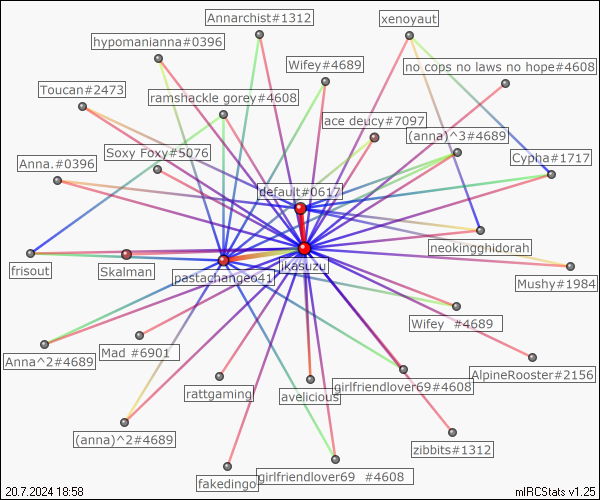 Annarchist#1312
xenoyaut
hypomanianna#0396
Wifey#4689
no cops no laws no hope#4608
Toucan#2473
ramshackle gorey#4608
ace deucy#7097
(anna)^3#4689
Soxy Foxy#5076
Anna.#0396
Cypha#1717
default#0617
neokingghidorah
frisout
Skalman
pastachangeo41
jkasuzu
Mushy#1984
Wifey #4689
Anna^2#4689
Mad #6901
AlpineRooster#2156
rattgaming
avelicious
girlfriendlover69#4608
(anna)^2#4689
zibbits#1312
fakedingo
girlfriendlover69 #4608
20.7.2024 18:58
mIRCStats v1.25